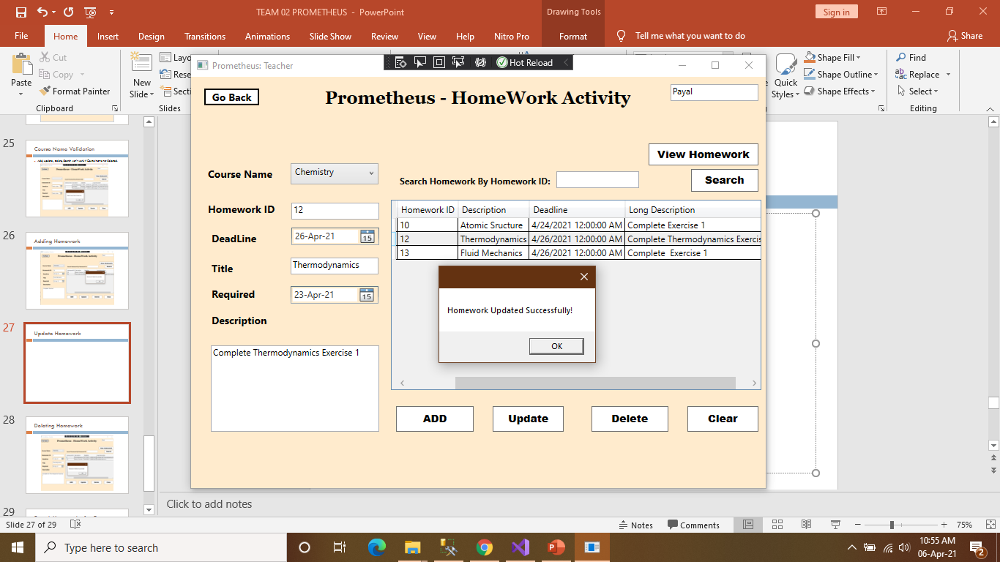 TEAM 02 PROMETHEUS - PowerPoint
Drawing Tools
Sign in
File Home Insert Design Transitions Animations Slide Show Review View Help Nitro Pro Format Tell me what you want to do Share
Cut
Copy
Format Painter
Paste
Clipboard
New Slide
Slides
Quick Styles
Shape Fill
Shape Outline
Shape Effects
Find
Replace
Select
Editing
Prometheus: Teacher
Hot Reload
Go Back
Prometheus - HomeWork Activity
Payal
View Homework
Course Name
Chemistry
Search Homework By Homework ID:
Search
Homework ID
12
DeadLine
26-Apr-21
15
Title
Thermodynamics
Required
23-Apr-21
15
Description
Complete Thermodynamics Exercise 1
Homework ID Description Deadline Long Description
10 Atomic Sructure 4/24/2021 12:00:00 AM Complete Exercise 1
12 Thermodynamics 4/26/2021 12:00:00 AM Complete Thermodynamics Exercis
13 Fluid Mechanics 4/26/2021 12:00:00 AM Complete Exercise 1
Homework Updated Successfully!
OK
ADD Update Delete Clear
25
Course Name Validation
26
Adding Homework
27
Update Homework
28
Deleting Homework
29
Click to add notes
Slide 27 of 29
Notes
Comments
75%
Type here to search
10:55 AM
06-Apr-21
2